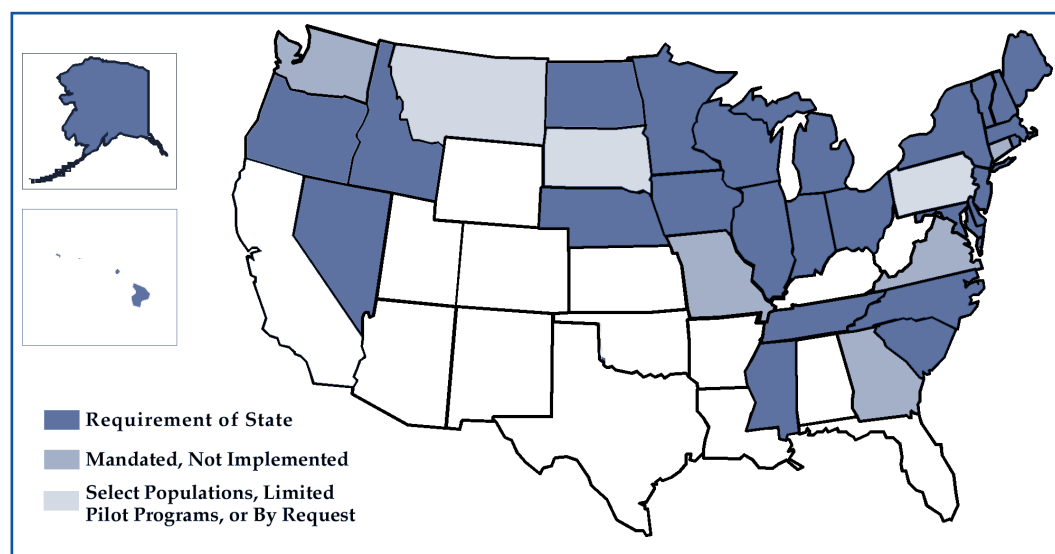 Requirement of State
Mandated, Not Implemented
Select Populations, Limited
Pilot Programs, or By Request